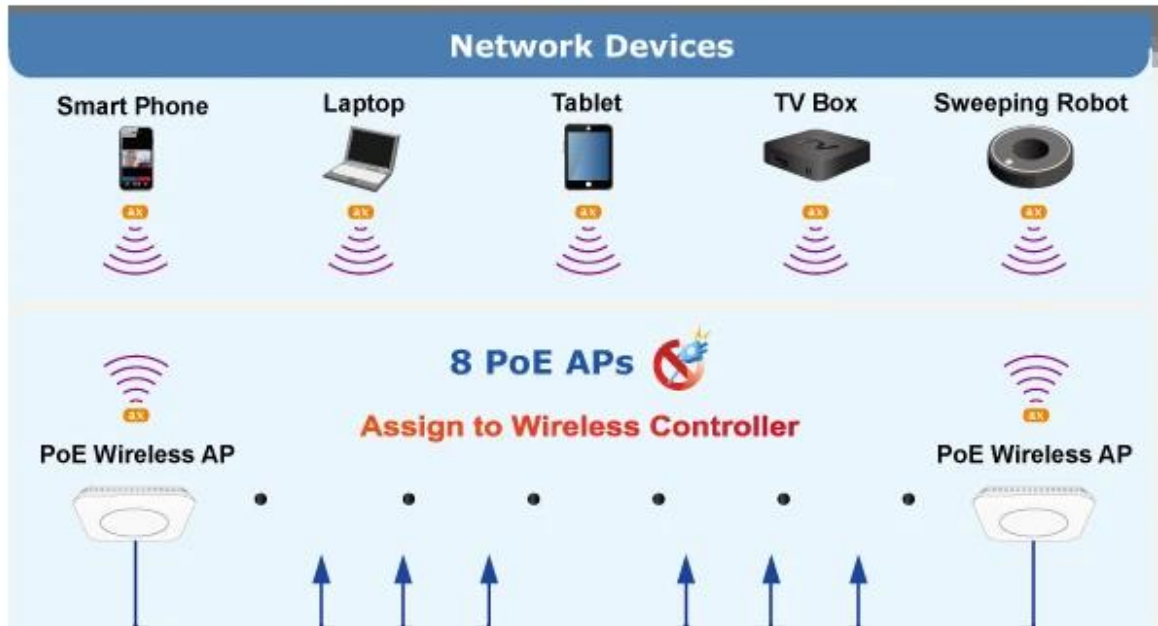 Network Devices
Smart Phone
Laptop
Tablet
TV Box
Sweeping Robot
ax
ax
ax
ax
ax
8 PoE APs
ax
ax
Assign to Wireless Controller
PoE Wireless AP
PoE Wireless AP